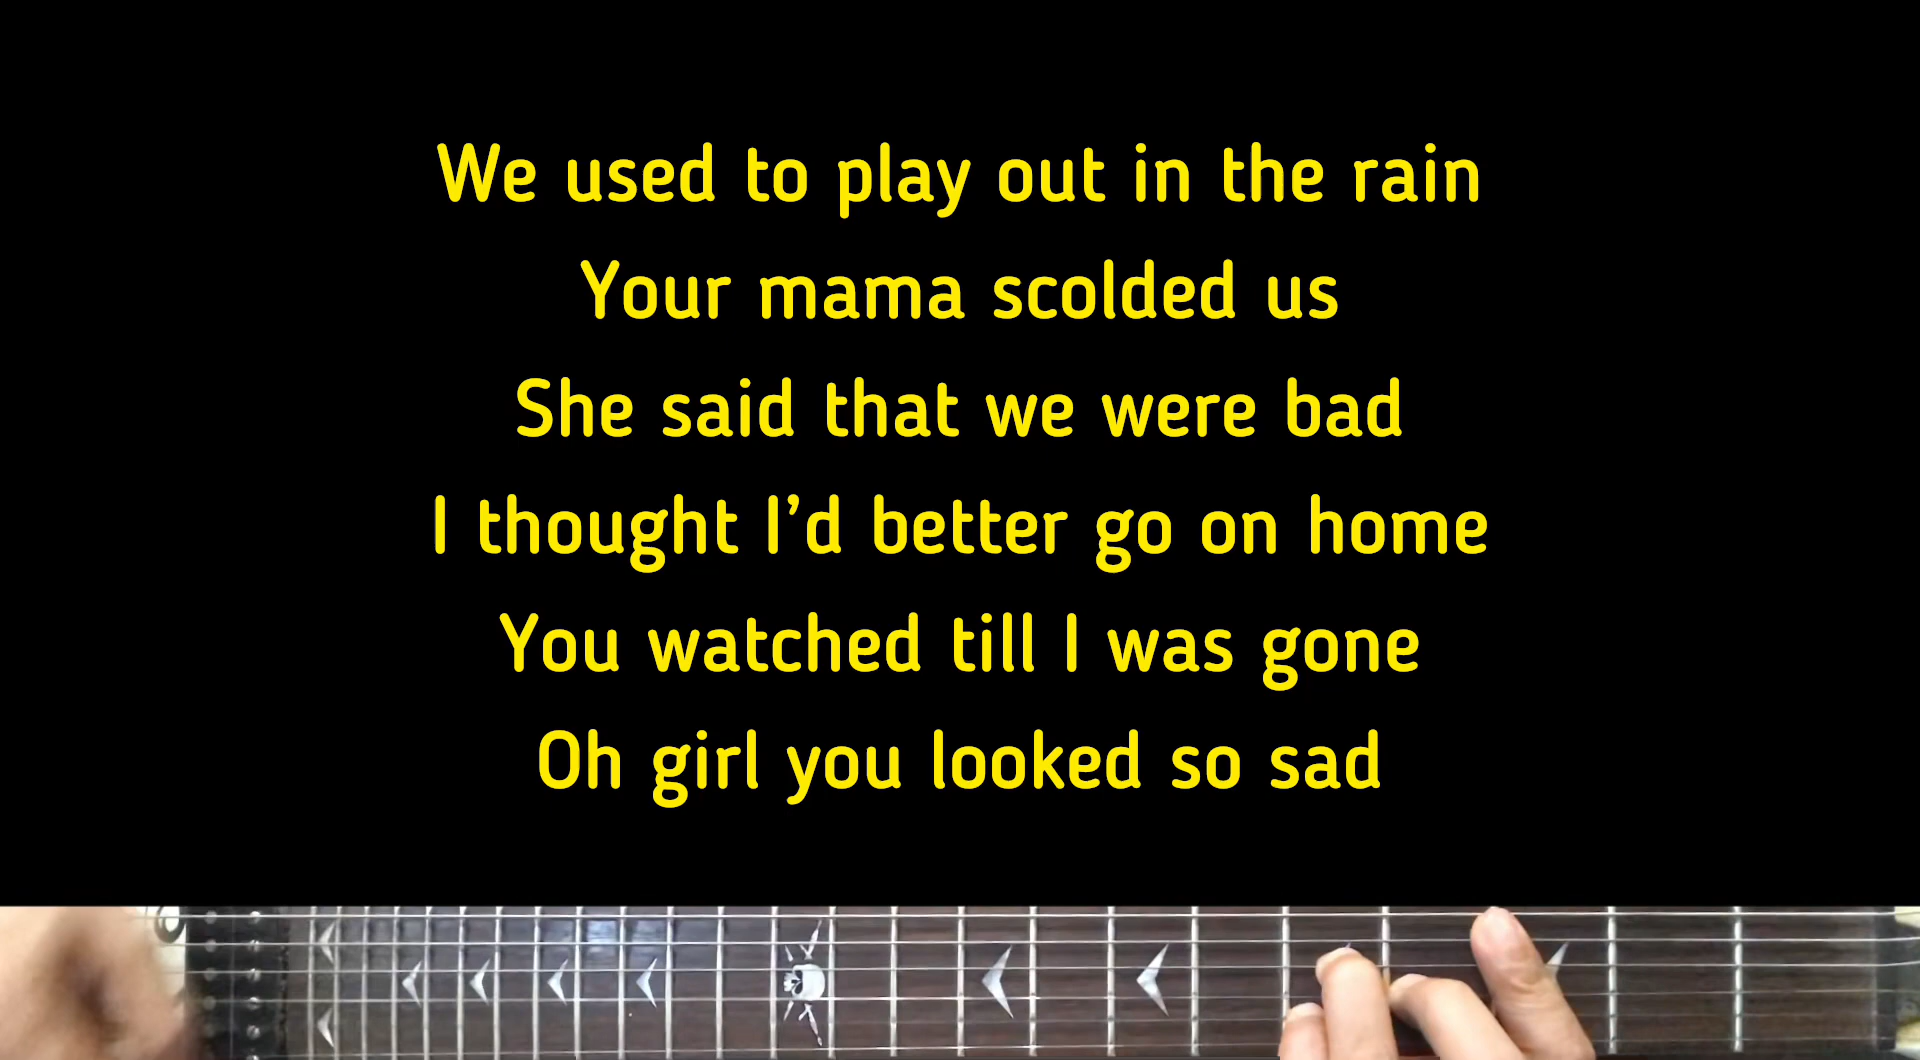 We used to play out in the rain
Your mama scolded us
She said that we were bad
I thought I’d better go on home
You watched till I was gone
Oh girl you looked so sad